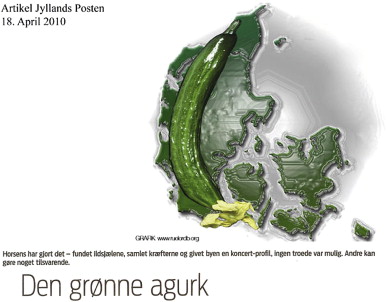 Artikel Jyllands Posten
18. April 2010
GRAFIK: www.rudordb.org
Horsens har gjort det – fundet ildsjælene, samlet kræfterne og givet byen en koncert-profil, ingen troede var mulig. Andre kan
gøre noget tilsvarende.
Den grønne agurk